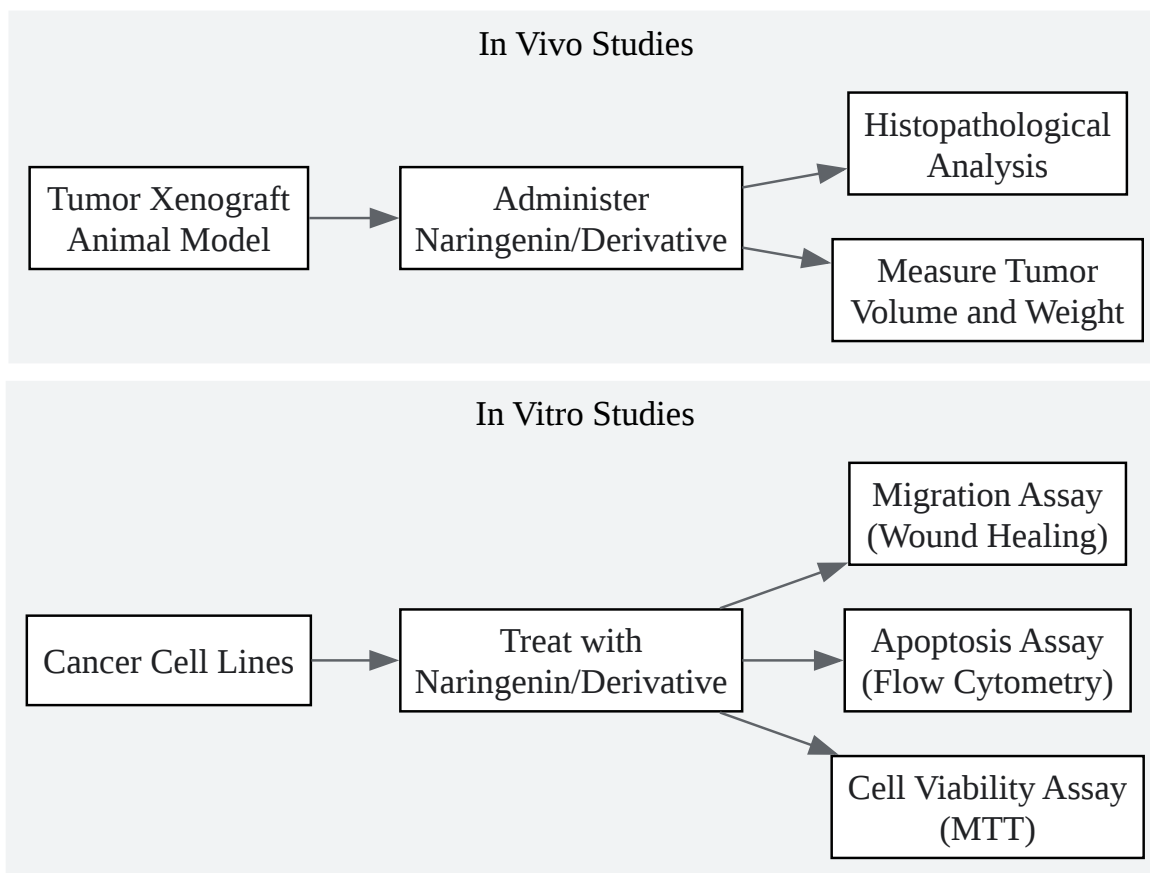 In Vivo Studies
Tumor Xenograft
Animal Model
Administer
Naringenin/Derivative
Histopathological
Analysis
Measure Tumor
Volume and Weight
In Vitro Studies
Cancer Cell Lines
Treat with
Naringenin/Derivative
Migration Assay
(Wound Healing)
Apoptosis Assay
(Flow Cytometry)
Cell Viability Assay
(MTT)